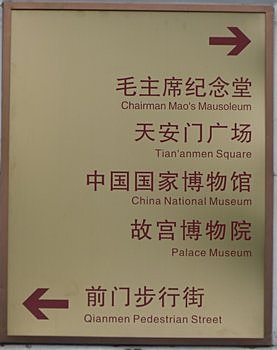 毛主席纪念堂
Chairman Mao's Mausoleum
天安门广场
Tian'anmen Square
中国国家博物馆
China National Museum
故宫博物院
Palace Museum
前门步行街
Qianmen Pedestrian Street